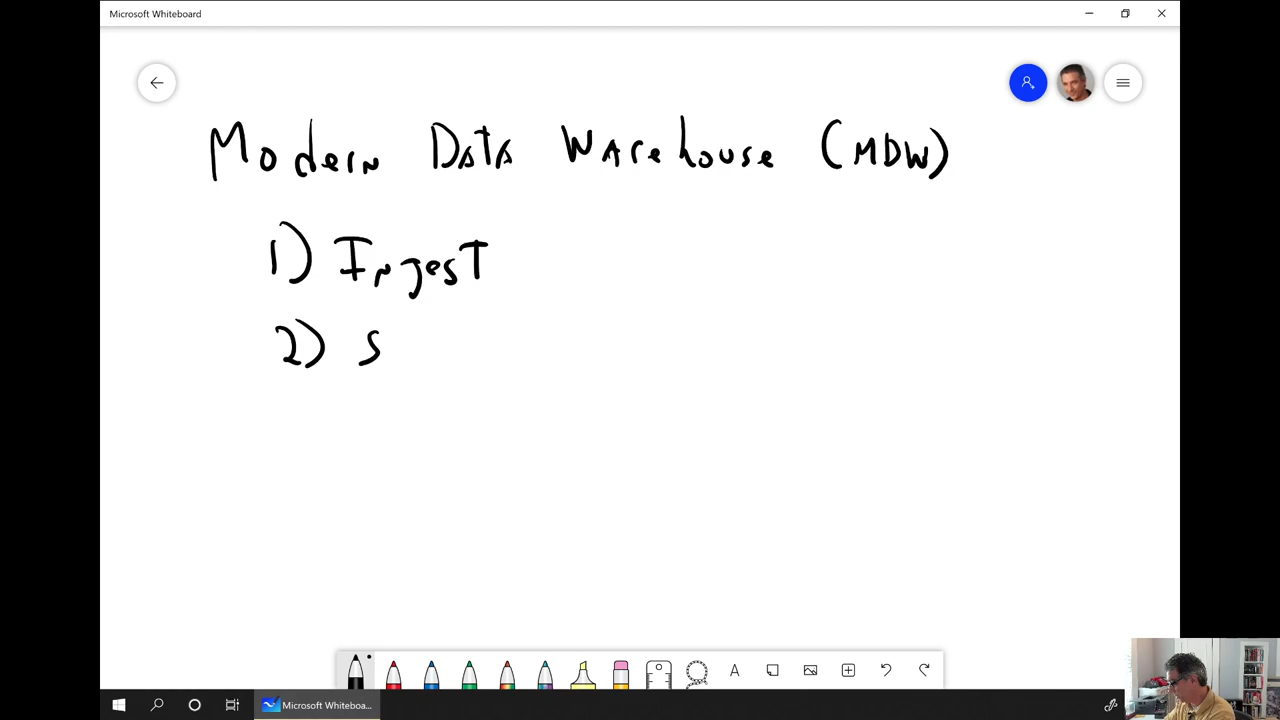 Microsoft Whiteboard
Modern Data Warehouse (MDW)
1) Ingest
2) S
A
Microsoft Whiteboa...